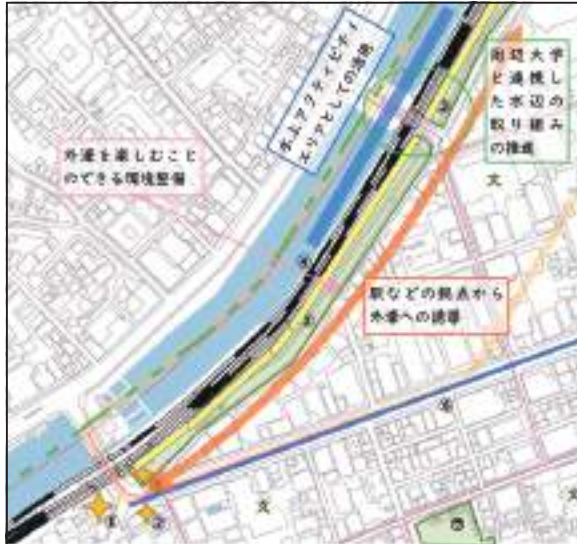 水上アクティビティ
エリアとしての活用
周辺大学
と連携し
た水辺の
取り組み
の推進
外濠を楽しむこと
のできる環境整備
文
駅などの拠点から
外濠への誘導
文
文